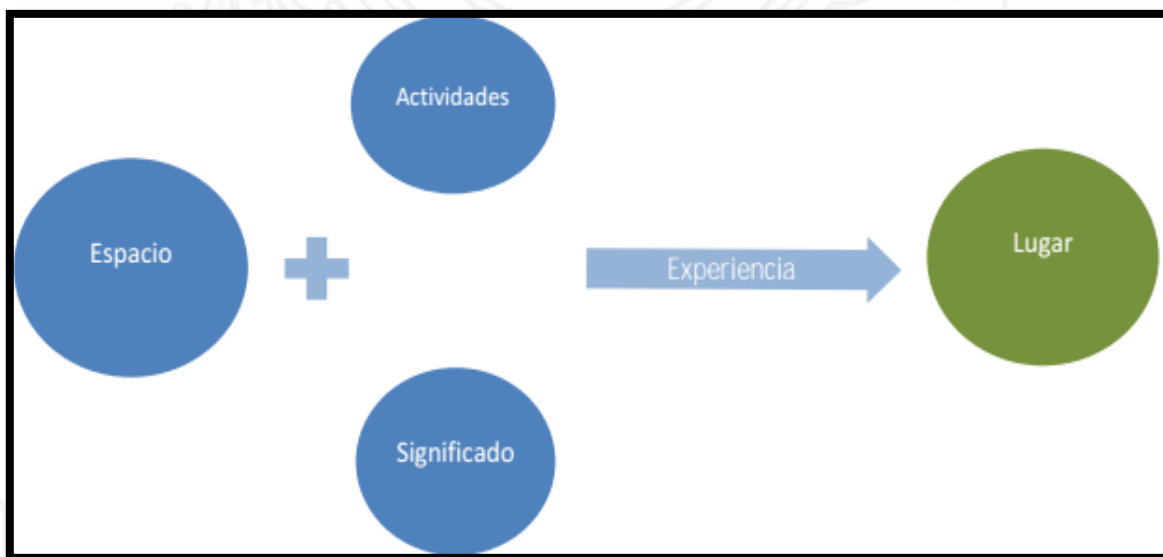 Actividades
Espacio
Experiencia
Lugar
Significado